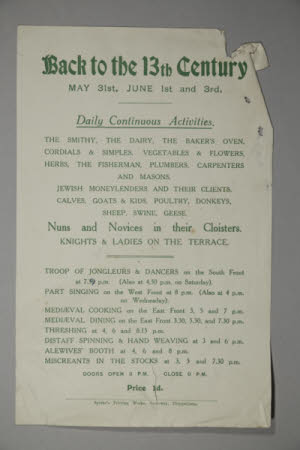 Back to the 13th Century
MAY 31st, JUNE 1st and 3rd.
Daily Continuous Activities.
THE SMITHY, THE DAIRY, THE BAKER'S OVEN,
CORDIALS & SIMPLES, VEGETABLES & FLOWERS,
HERBS, THE FISHERMAN, PLUMBERS, CARPENTERS
AND MASONS.
JEWISH MONEYLENDERS AND THEIR CLIENTS.
CALVES, GOATS & KIDS, POULTRY, DONKEYS,
SHEEP, SWINE, GEESE.
Nuns and Novices in their Cloisters.
KNIGHTS & LADIES ON THE TERRACE.
TROOP OF JONGLEURS & DANCERS on the South Front
at p.m. (Also at 4.30 p.m. on Saturday).
PART SINGING on the West Front at 8 p.m. (Also at 4 p.m.
on Wednesday).
MEDIÆVAL COOKING on the East Front 3, 5 and 7 p.m.
MEDIÆVAL DINING on the East Front 3.30, 5.30, and 7.30 p.m.
THRESHING at 4, 6 and 8.15 p.m.
DISTAFF SPINNING & HAND WEAVING at 3 and 6 p.m.
ALEWIVES' BOOTH at 4, 6 and 8 p.m.
MISCREANTS IN THE STOCKS at 3, 5 and 7.30 p.m.
DOORS OPEN 3 P.M. CLOSE 9 P.M.
Price 1d.
Printing Works, Chippenham.